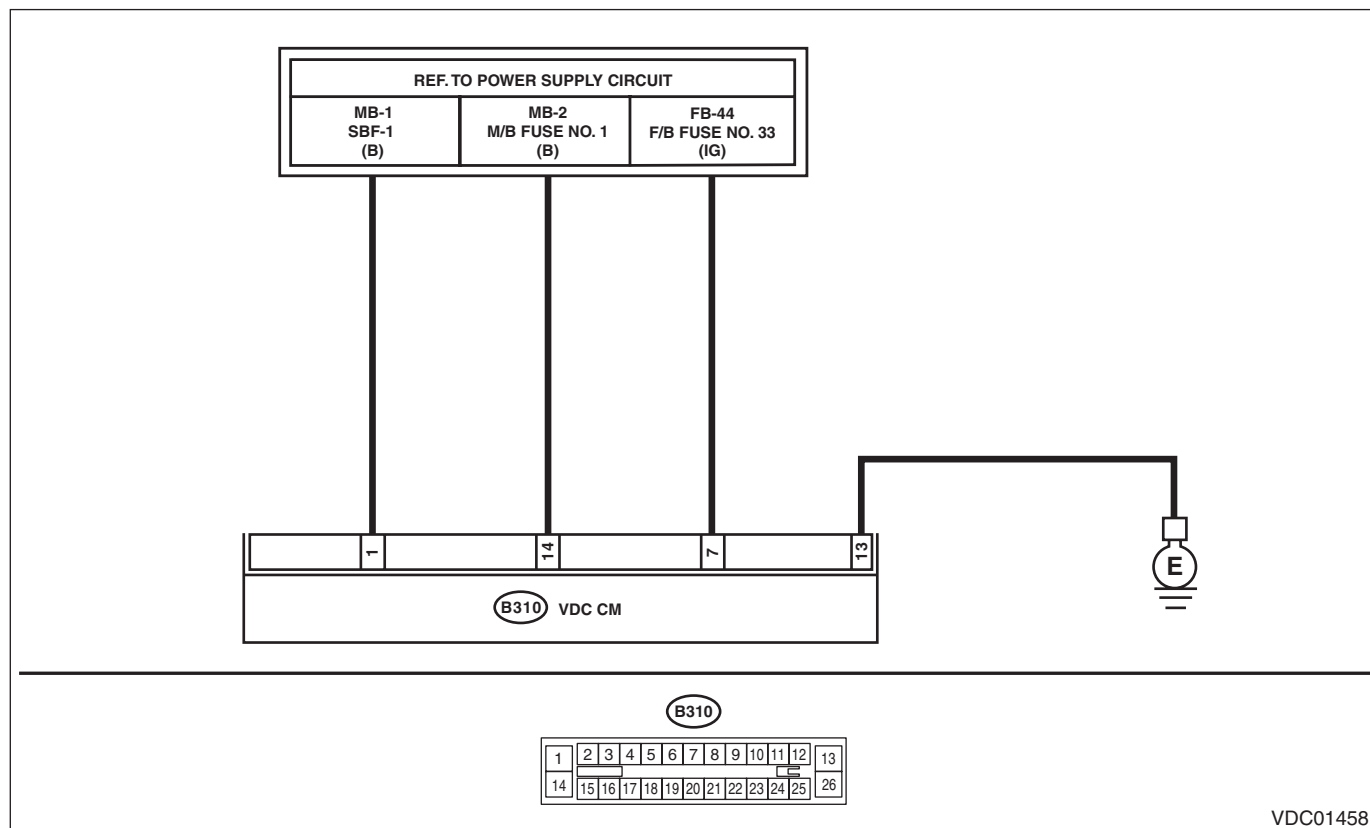 REF. TO POWER SUPPLY CIRCUIT
MB-1
SBF-1
(B)
MB-2
M/B FUSE NO. 1
(B)
FB-44
F/B FUSE NO. 33
(IG)
1
14
7
13
B310 VDC CM
E
B310
1 2 3 4 5 6 7 8 9 10 11 12 13
14 15 16 17 18 19 20 21 22 23 24 25 26
VDC01458